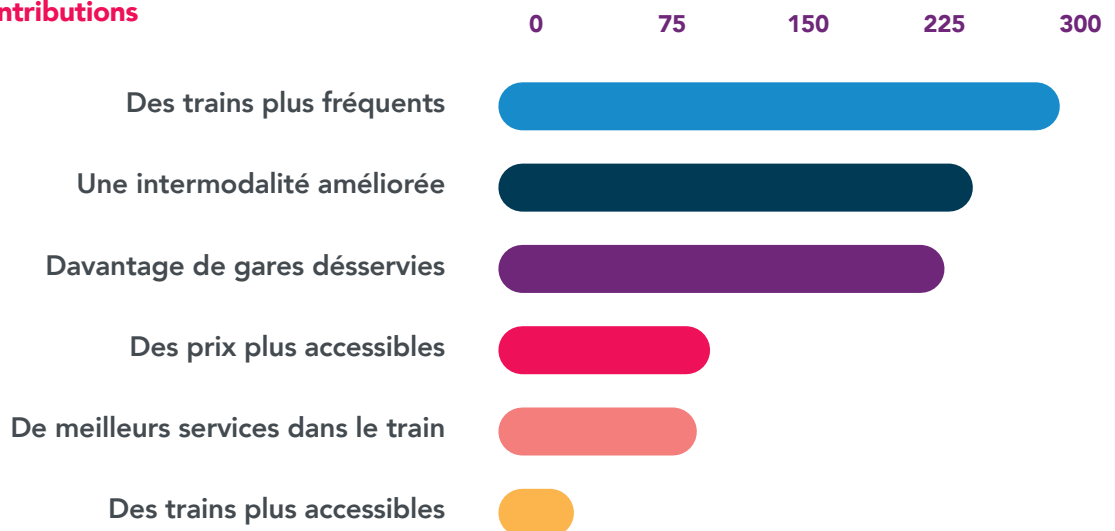 ntributions
0 75 150 225 300
Des trains plus fréquents
Une intermodalité améliorée
Davantage de gares désservies
Des prix plus accessibles
De meilleurs services dans le train
Des trains plus accessibles